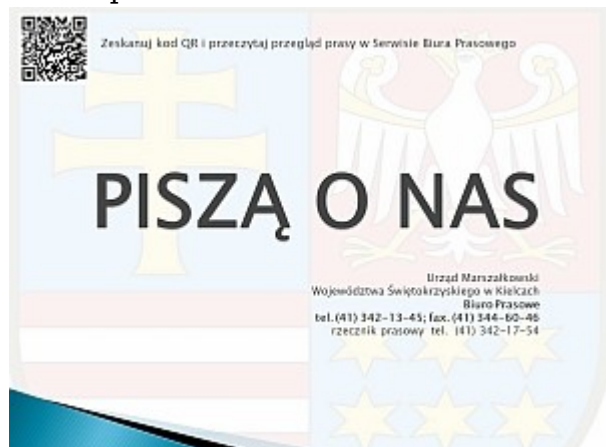 Zeskanuj kod QR i przeczytaj przegląd prasy w Serwisie Biura Prasowego
PISZĄ O NAS
Urząd Marszałkowski
Województwa Świętokrzyskiego w Kielcach
Biuro Prasowe
tel. (41) 342-13-45; fax. (41) 344-60-46
rzecznik prasowy tel. (41) 342-17-54